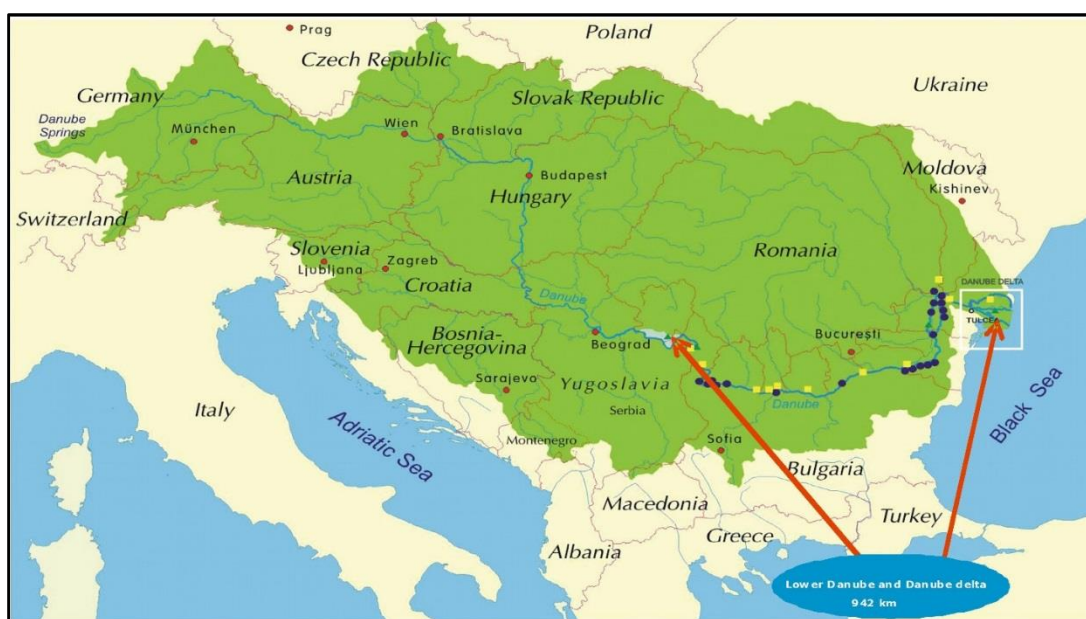 Prag
Poland
Czech Republic
Ukraine
Germany
Slovak Republic
Danube
Springs
München
Wien
Bratislava
Moldova
Kishinev
Austria
Budapest
Hungary
Switzerland
Romania
Slovenia
Ljubljana
Zagreb
Croatia
DANUBE DELTA
Danube
TULCEA
Bosnia-
Hercegovina
Beograd
București
Sarajevo
Yugoslavia
Danube
Italy
Adriatic Sea
Serbia
Black Sea
Montenegro
Sofia
Bulgaria
Macedonia
Turkey
Albania
Greece
Lower Danube and Danube delta
942 km